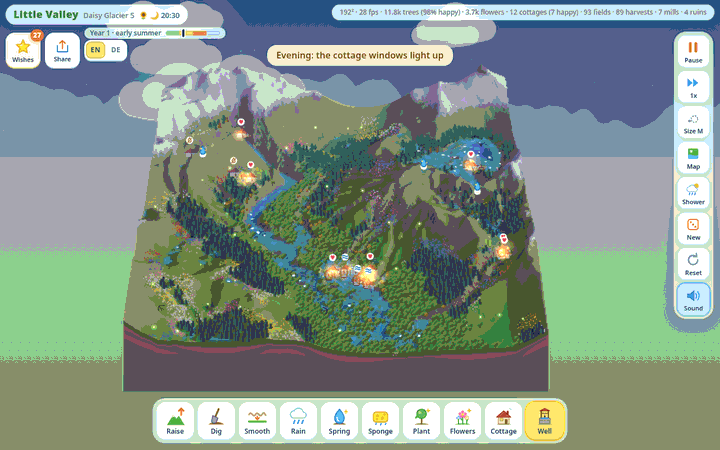 Little Valley Daisy Glacier 5 20:30
192² · 28 fps · 11.8k trees (98% happy) · 3.7k flowers · 12 cottages (7 happy) · 93 fields · 89 harvests · 7 mills · 4 ruins
Year 1 · early summer
27
Wishes
Share
EN DE
Evening: the cottage windows light up
Pause
1x
Size M
Map
Shower
New
Reset
Sound
Raise Dig Smooth Rain Spring Sponge Plant Flowers Cottage Well